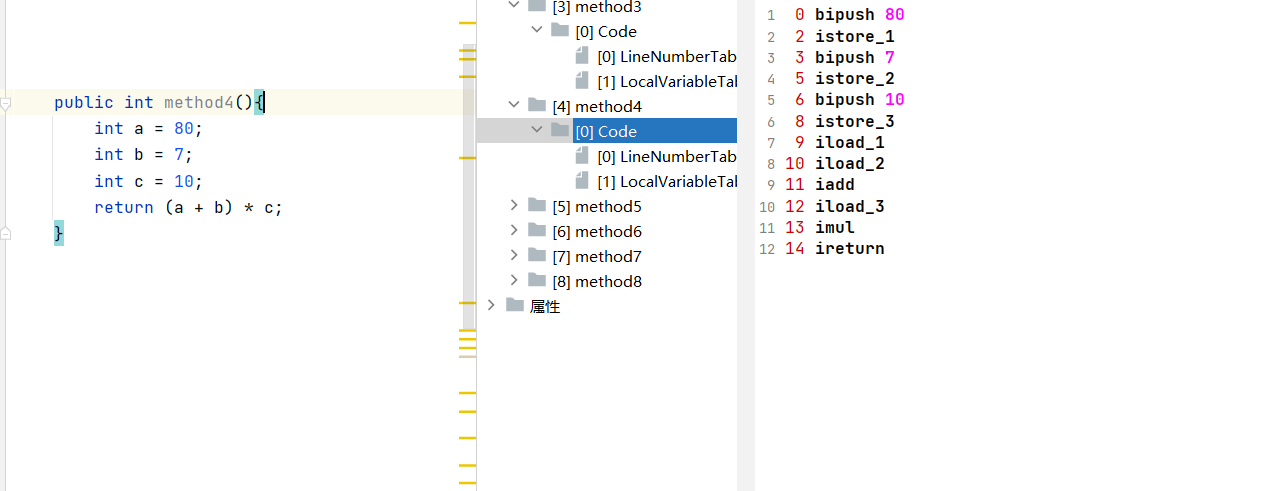 public int method4(){
int a = 80;
int b = 7;
int c = 10;
return (a + b) * c;
}
[3] method3
[0] Code
[0] LineNumberTab
[1] LocalVariableTab
[4] method4
[0] Code
[0] LineNumberTab
[1] LocalVariableTab
[5] method5
[6] method6
[7] method7
[8] method8
属性
1 0 bipush 80
2 2 istore_1
3 3 bipush 7
4 5 istore_2
5 6 bipush 10
6 8 istore_3
7 9 iload_1
8 10 iload_2
9 11 iadd
10 12 iload_3
11 13 imul
12 14 ireturn